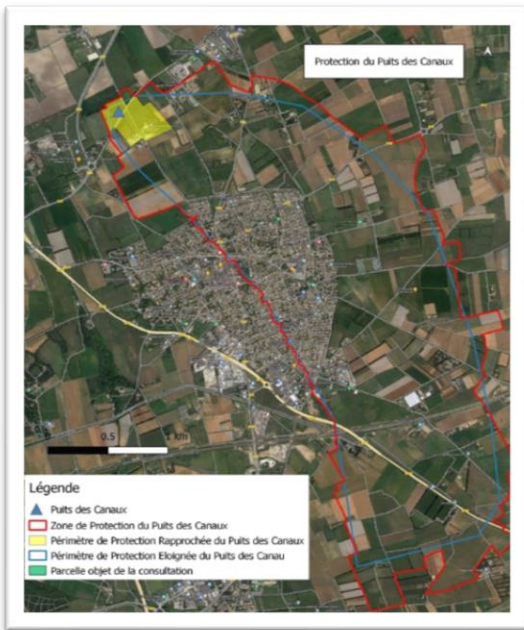 Protection du Puits des Canaux
0.5
1 km
Légende
Puits des Canaux
Zone de Protection du Puits des Canaux
Périmètre de Protection Rapprochée du Puits des Canaux
Périmètre de Protection Eloignée du Puits des Canau
Parcelle objet de la consultation